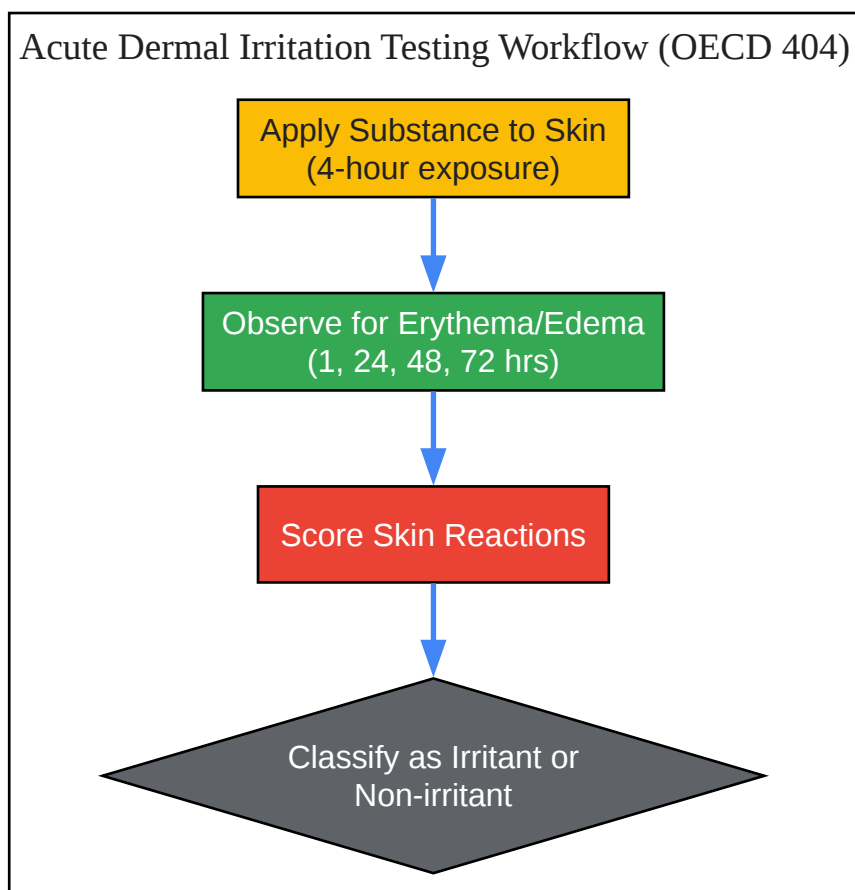 Acute Dermal Irritation Testing Workflow (OECD 404)
Apply Substance to Skin
(4-hour exposure)
Observe for Erythema/Edema
(1, 24, 48, 72 hrs)
Score Skin Reactions
Classify as Irritant or
Non-irritant